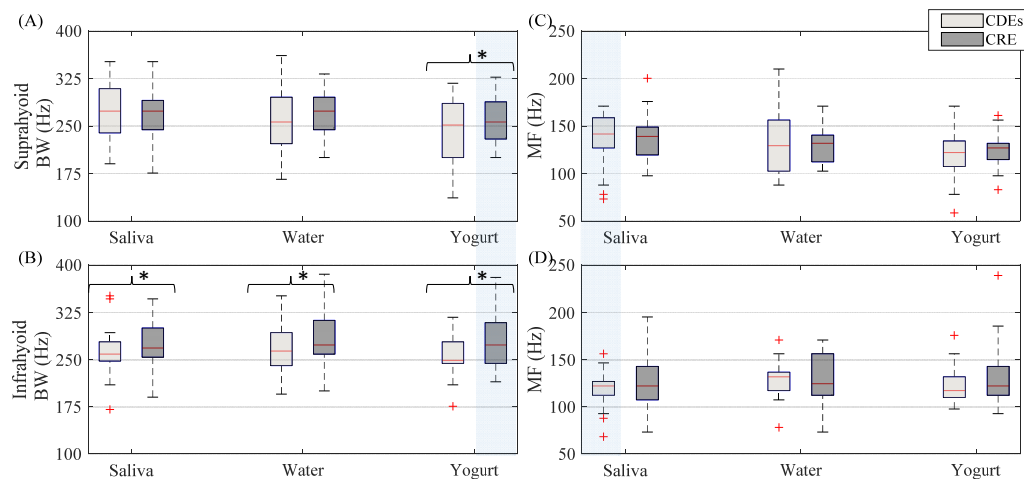 (A)
Suprahyoid
BW (Hz)
400
325
250
175
100
Saliva Water Yogurt
*
(C)
CDEs
CRE
MF (Hz)
250
200
150
100
50
Saliva Water Yogurt
(B)
Infrahyoid
BW (Hz)
400
325
250
175
100
* * *
Saliva Water Yogurt
(D)
MF (Hz)
250
200
150
100
50
Saliva Water Yogurt